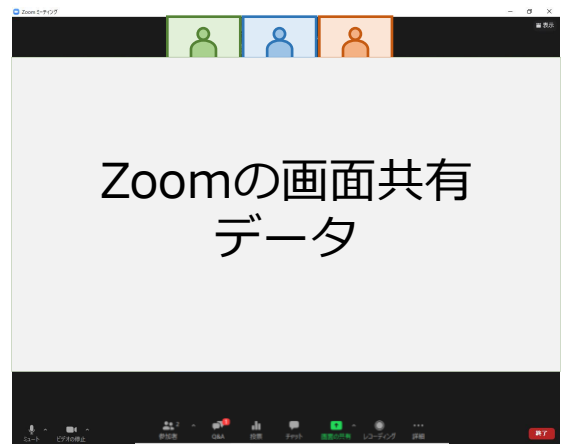 Zoom ミーティング
表示
Zoomの画面共有
データ
ミュート
ビデオの停止
2
参加者
Q&A
投票
チャット
画面の共有
レコーディング
詳細
終了